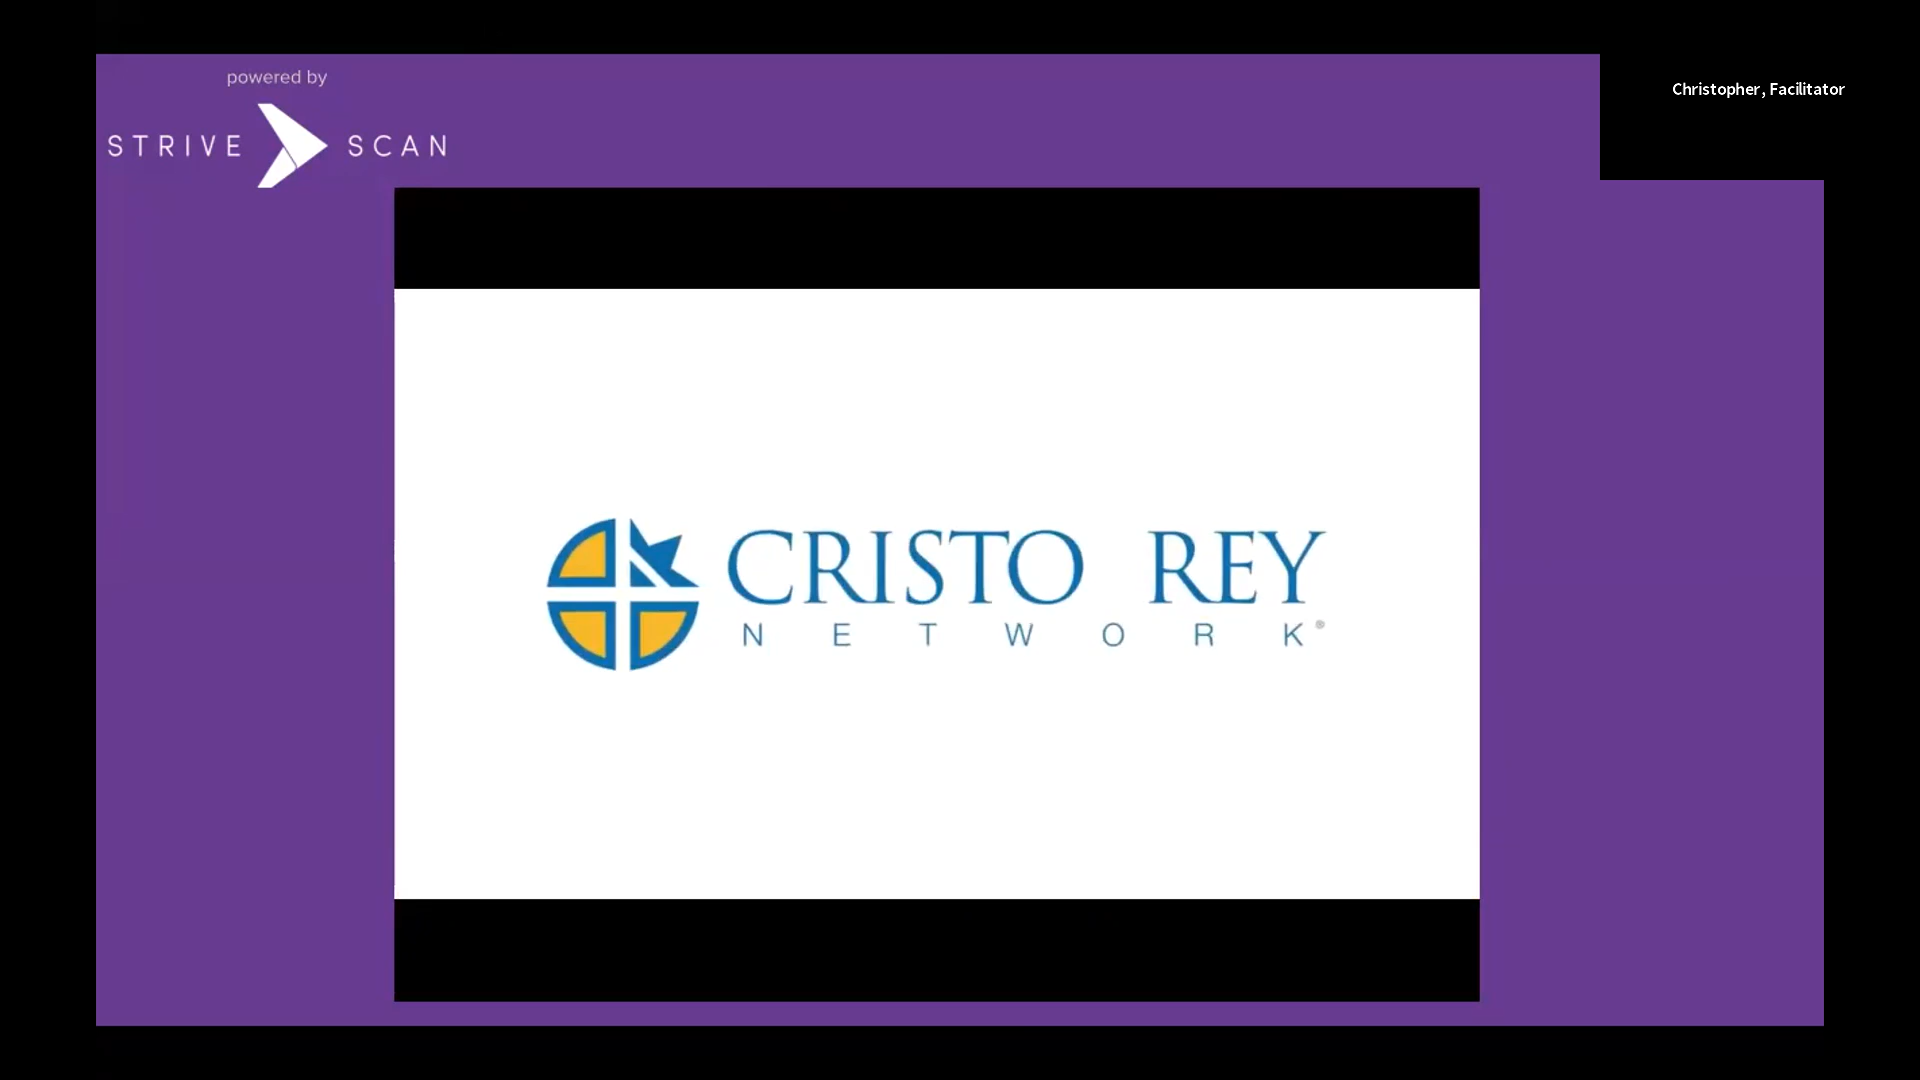 powered by
STRIVE SCAN
Christopher, Facilitator
CRISTO REY
NETWORK®